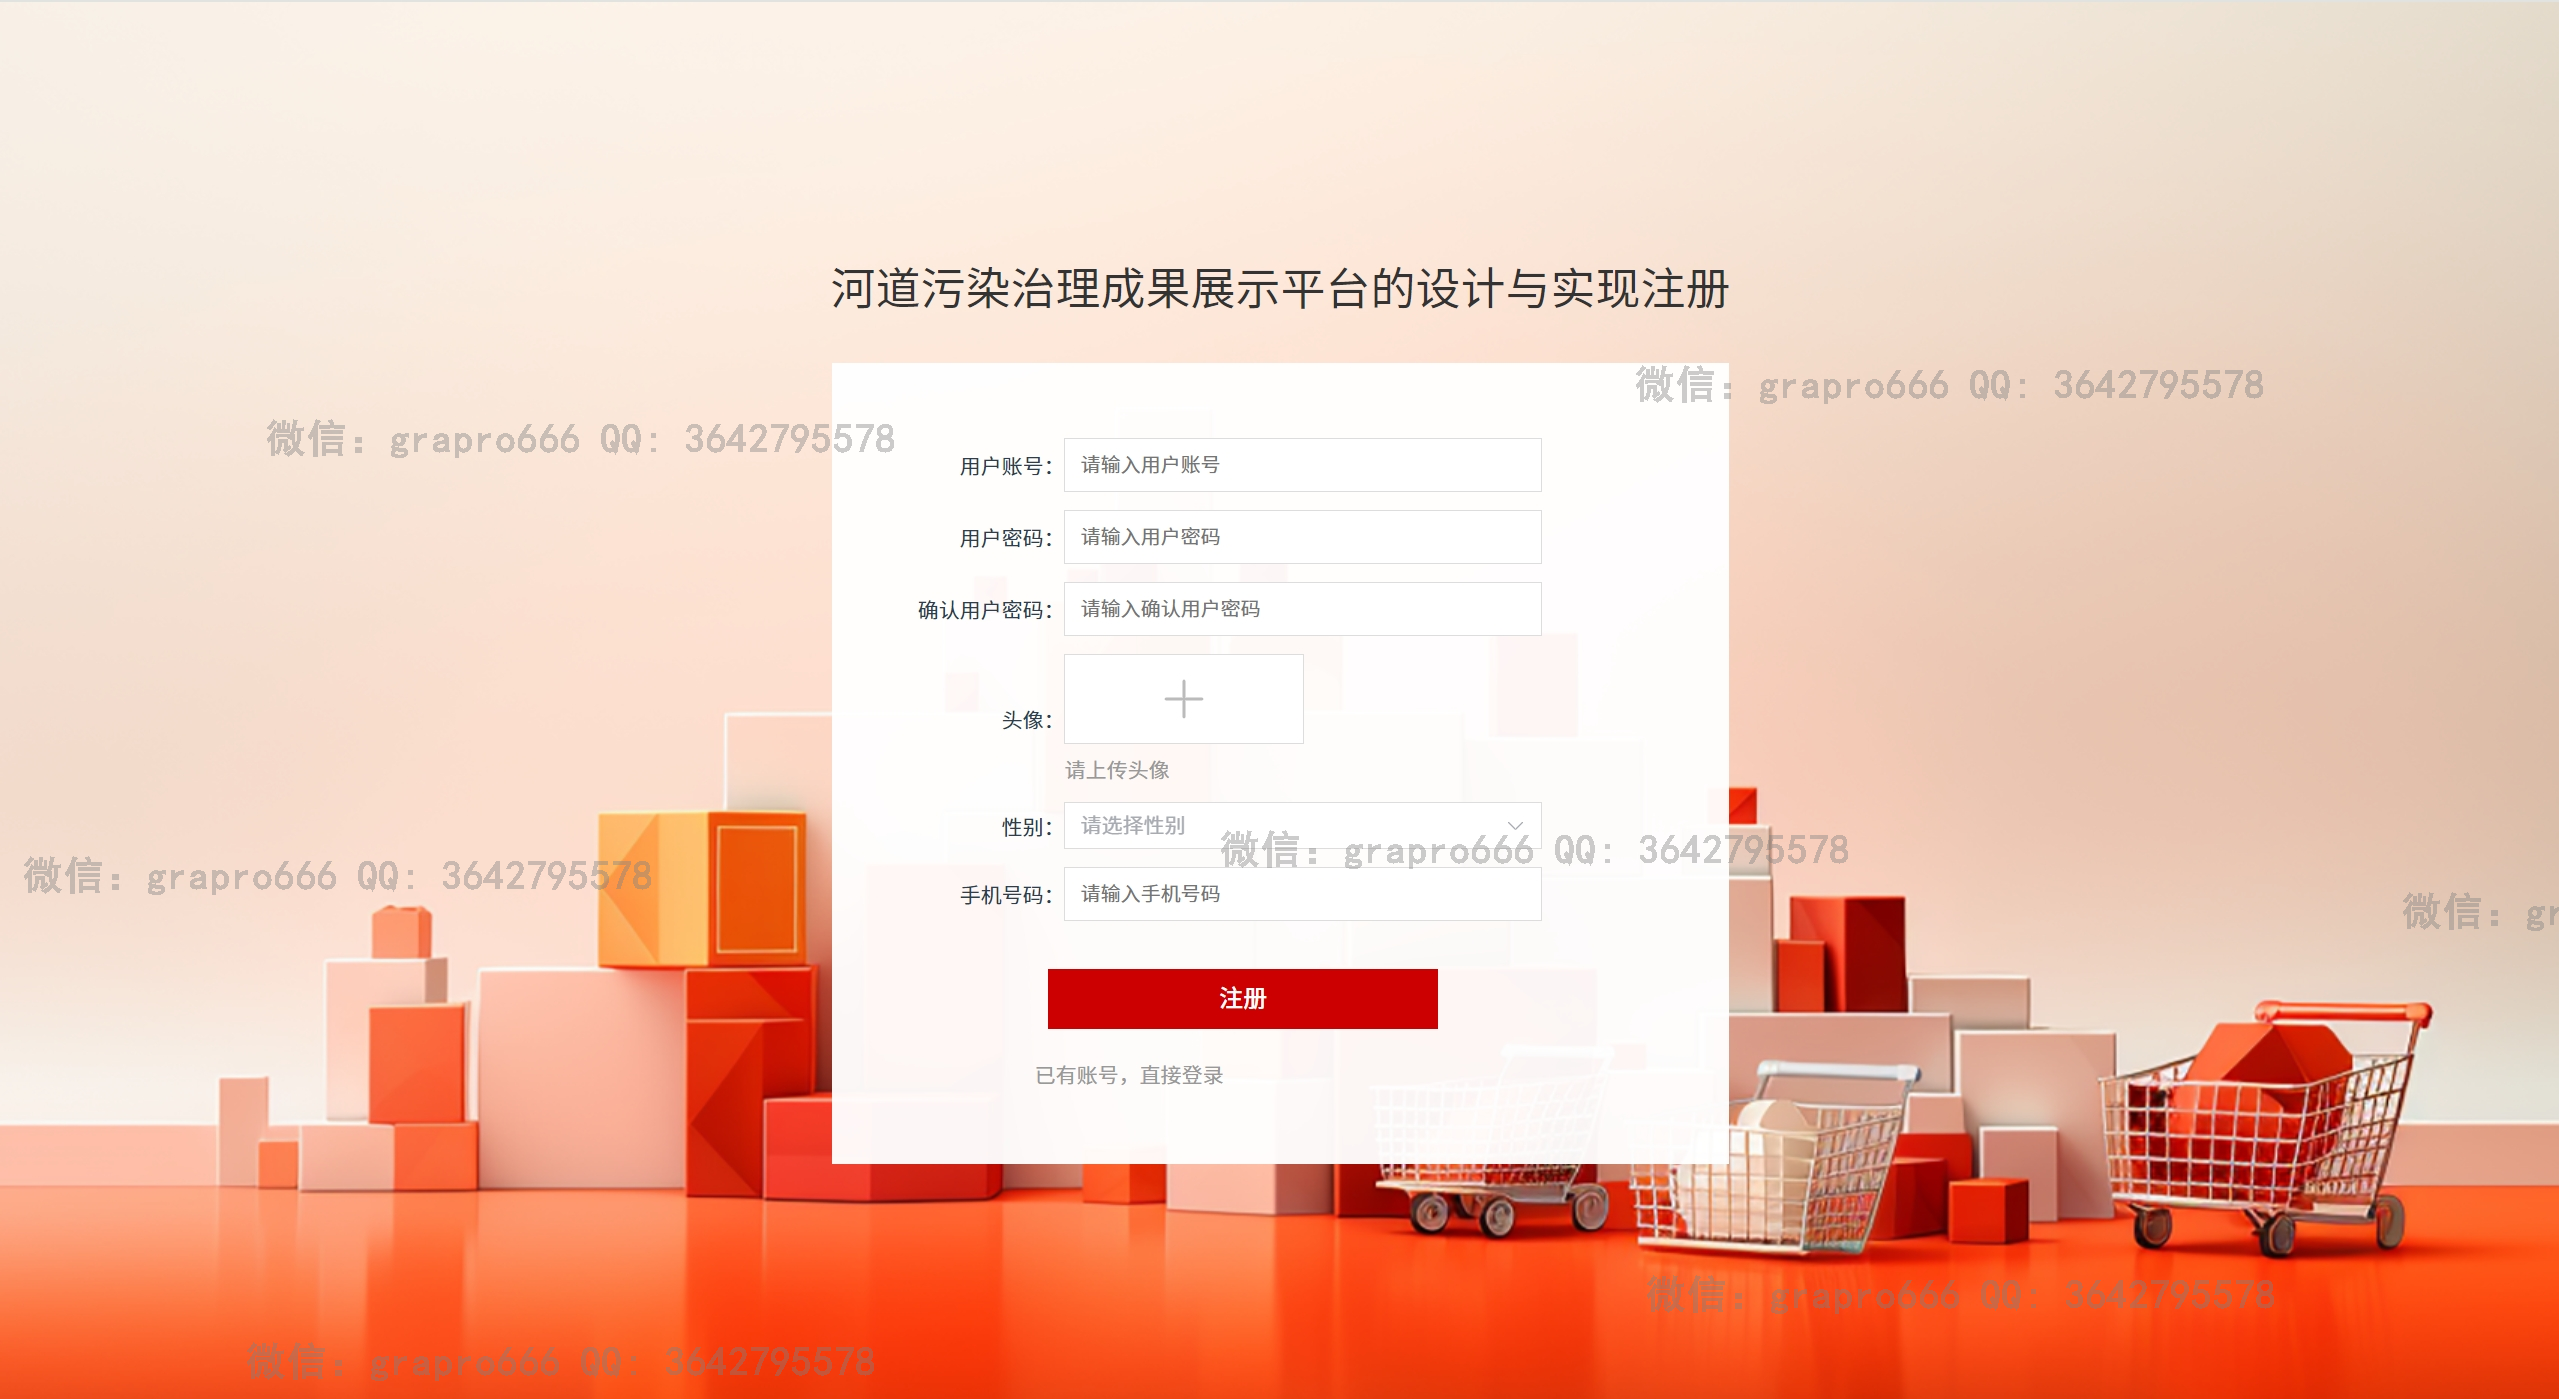 河道污染治理成果展示平台的设计与实现注册
微信：grapro666 QQ: 3642795578
微信：grapro666 QQ: 3642795578
用户账号：
请输入用户账号
用户密码：
请输入用户密码
确认用户密码：
请输入确认用户密码
头像：
请上传头像
性别：
请选择性别
微信：grapro666 QQ: 3642795578
微信：grapro666 QQ: 3642795578
手机号码：
请输入手机号码
微信：gr
注册
已有账号，直接登录
微信：grapro666 QQ: 3642795578
微信：grapro666 QQ: 3642795578